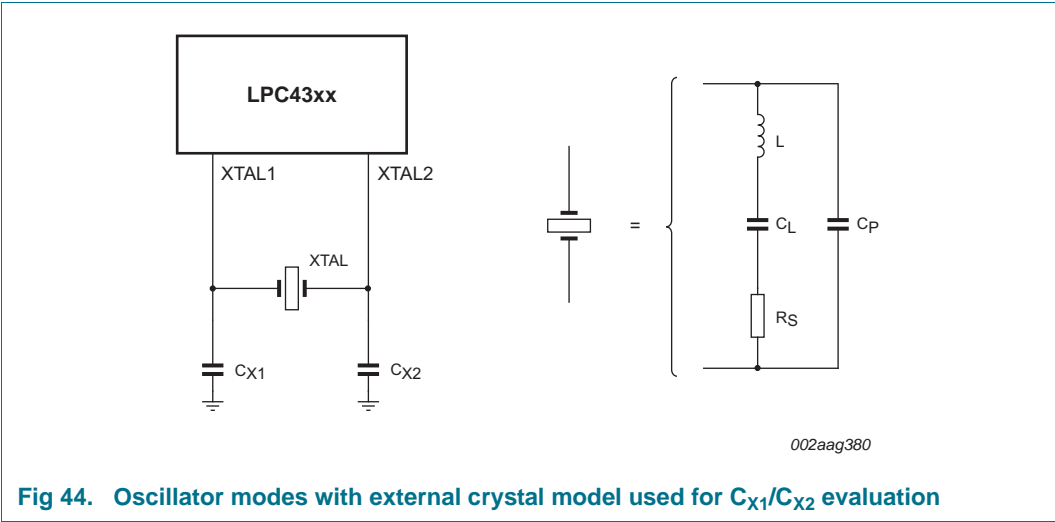 LPC43xx
XTAL1
XTAL2
XTAL
CX1
CX2
=
L
CL
CP
RS
002aag380
Fig 44. Oscillator modes with external crystal model used for CX1/CX2 evaluation